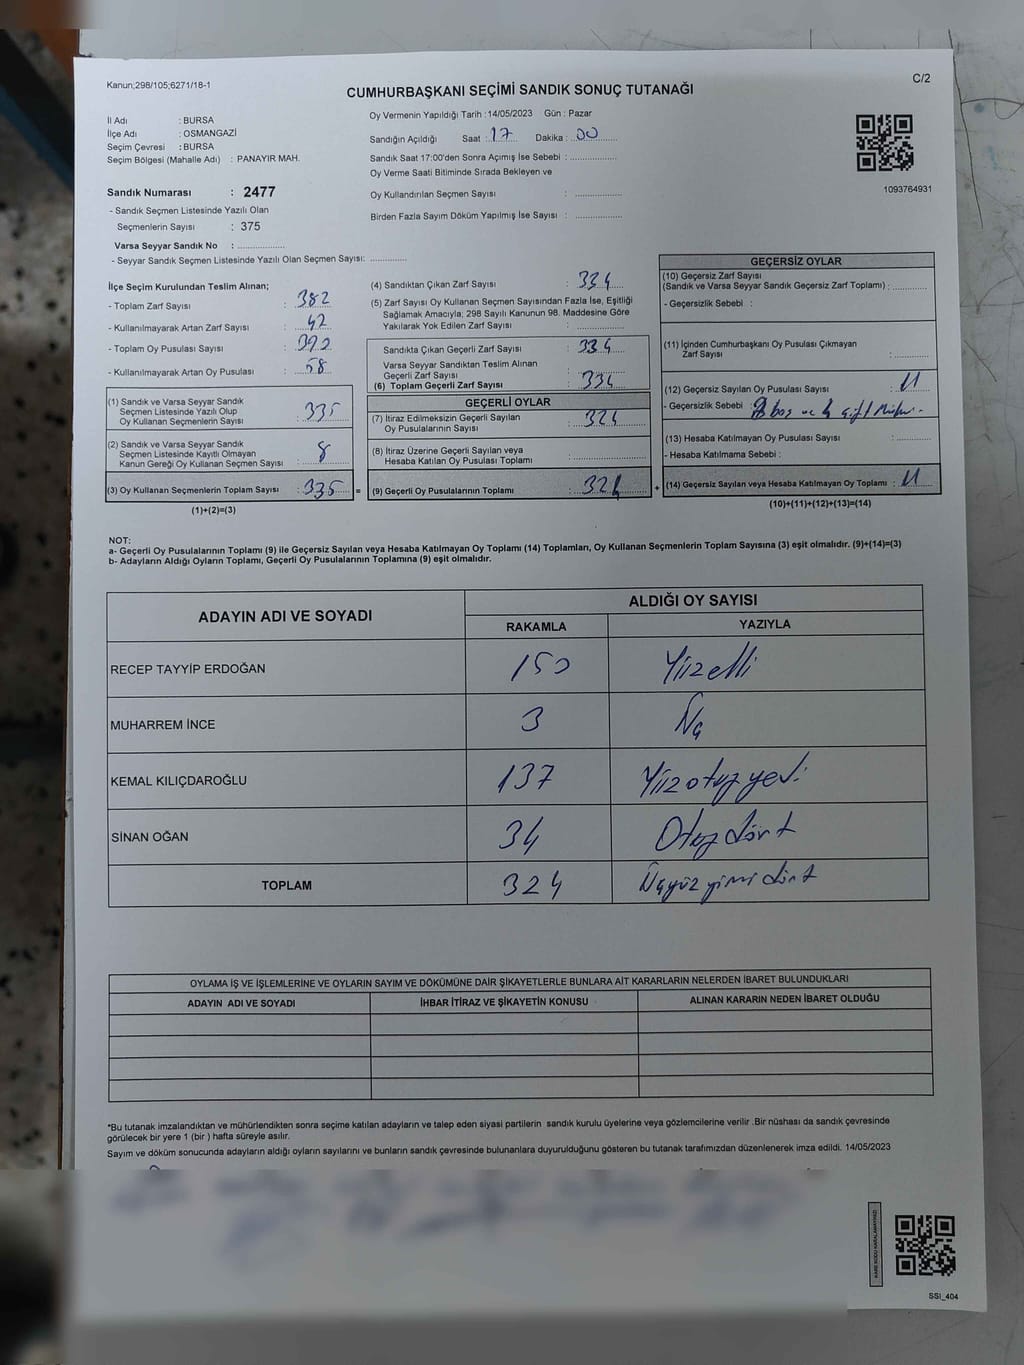 Kanun;298/105;6271/18-1
C/2
CUMHURBAŞKANI SEÇİMİ SANDIK SONUÇ TUTANAĞI
İl Adı : BURSA
İlçe Adı : OSMANGAZİ
Seçim Çevresi : BURSA
Seçim Bölgesi (Mahalle Adı) : PANAYIR MAH.
Sandık Numarası : 2477
- Sandık Seçmen Listesinde Yazılı Olan
Seçmenlerin Sayısı : 375
Varsa Seyyar Sandık No : ..................
- Seyyar Sandık Seçmen Listesinde Yazılı Olan Seçmen Sayısı: .............
Oy Vermenin Yapıldığı Tarih : 14/05/2023 Gün : Pazar
Sandığın Açıldığı Saat : 17 Dakika : 00
Sandık Saat 17:00'den Sonra Açımış İse Sebebi : ..................
Oy Verme Saati Bitiminde Sırada Bekleyen ve
Oy Kullandırılan Seçmen Sayısı : ..................
Birden Fazla Sayım Döküm Yapılmış İse Sayısı : ..................
1093764931
İlçe Seçim Kurulundan Teslim Alınan;
- Toplam Zarf Sayısı : 382
- Kullanılmayarak Artan Zarf Sayısı : 42
- Toplam Oy Pusulası Sayısı : 392
- Kullanılmayarak Artan Oy Pusulası : 58
(1) Sandık ve Varsa Seyyar Sandık
Seçmen Listesinde Yazılı Olup
Oy Kullanan Seçmenlerin Sayısı : 335
(2) Sandık ve Varsa Seyyar Sandık
Seçmen Listesinde Kayıtlı Olmayan
Kanun Gereği Oy Kullanan Seçmen Sayısı : 8
(3) Oy Kullanan Seçmenlerin Toplam Sayısı : 335 =
(1)+(2)=(3)
(4) Sandıktan Çıkan Zarf Sayısı : 334
(5) Zarf Sayısı Oy Kullanan Seçmen Sayısından Fazla İse, Eşitliği
Sağlamak Amacıyla; 298 Sayılı Kanunun 98. Maddesine Göre
Yakılarak Yok Edilen Zarf Sayısı : ..................
Sandıkta Çıkan Geçerli Zarf Sayısı : 334
Varsa Seyyar Sandıktan Teslim Alınan
Geçerli Zarf Sayısı : ..................
(6) Toplam Geçerli Zarf Sayısı : 334
GEÇERLİ OYLAR
(7) İtiraz Edilmeksizin Geçerli Sayılan
Oy Pusulalarının Sayısı : 324
(8) İtiraz Üzerine Geçerli Sayılan veya
Hesaba Katılan Oy Pusulası Toplamı : ..................
(9) Geçerli Oy Pusulalarının Toplamı : 324 +
GEÇERSİZ OYLAR
(10) Geçersiz Zarf Sayısı
(Sandık ve Varsa Seyyar Sandık Geçersiz Zarf Toplamı) : .............
- Geçersizlik Sebebi :
(11) İçinden Cumhurbaşkanı Oy Pusulası Çıkmayan
Zarf Sayısı : .............
(12) Geçersiz Sayılan Oy Pusulası Sayısı : 11
- Geçersizlik Sebebi : boş
(13) Hesaba Katılmayan Oy Pusulası Sayısı : .............
- Hesaba Katılmama Sebebi :
(14) Geçersiz Sayılan veya Hesaba Katılmayan Oy Toplamı : 11
(10)+(11)+(12)+(13)=(14)
NOT:
a- Geçerli Oy Pusulalarının Toplamı (9) ile Geçersiz Sayılan veya Hesaba Katılmayan Oy Toplamı (14) Toplamları, Oy Kullanan Seçmenlerin Toplam Sayısına (3) eşit olmalıdır. (9)+(14)=(3)
b- Adayların Aldığı Oyların Toplamı, Geçerli Oy Pusulalarının Toplamına (9) eşit olmalıdır.
ADAYIN ADI VE SOYADI ALDIĞI OY SAYISI
RAKAMLA YAZIYLA
RECEP TAYYİP ERDOĞAN 150 Yüzelli
MUHARREM İNCE 3 Üç
KEMAL KILIÇDAROĞLU 137 Yüzotuzyedi
SİNAN OĞAN 34 Otuzdört
TOPLAM 324 Üçyüzyirmidört
OYLAMA İŞ VE İŞLEMLERİNE VE OYLARIN SAYIM VE DÖKÜMÜNE DAİR ŞİKAYETLERLE BUNLARA AİT KARARLARIN NELERDEN İBARET BULUNDUKLARI
ADAYIN ADI VE SOYADI İHBAR İTİRAZ VE ŞİKAYETİN KONUSU ALINAN KARARIN NEDEN İBARET OLDUĞU
*Bu tutanak imzalandıktan ve mühürlendikten sonra seçime katılan adayların ve talep eden siyasi partilerin sandık kurulu üyelerine veya gözlemcilerine verilir .Bir nüshası da sandık çevresinde
görülecek bir yere 1 (bir ) hafta süreyle asılır.
Sayım ve döküm sonucunda adayların aldığı oyların sayılarını ve bunların sandık çevresinde bulunanlara duyurulduğunu gösteren bu tutanak tarafımızdan düzenlenerek imza edildi. 14/05/2023
KARE KODU KARALAMAYINIZ!
SSİ_404